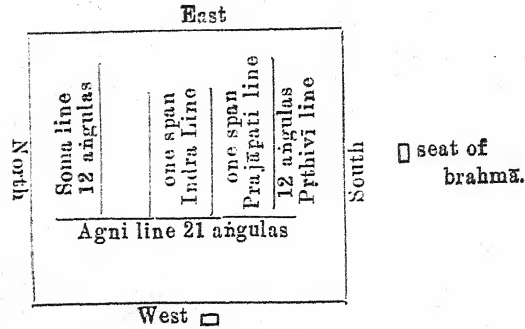 East
North
Soma line
12 aṅgulas
one span
Indra Line
one span
Prajāpati line
12 aṅgulas
Pṛthivī line
South
seat of
brahmā.
Agni line 21 aṅgulas
West